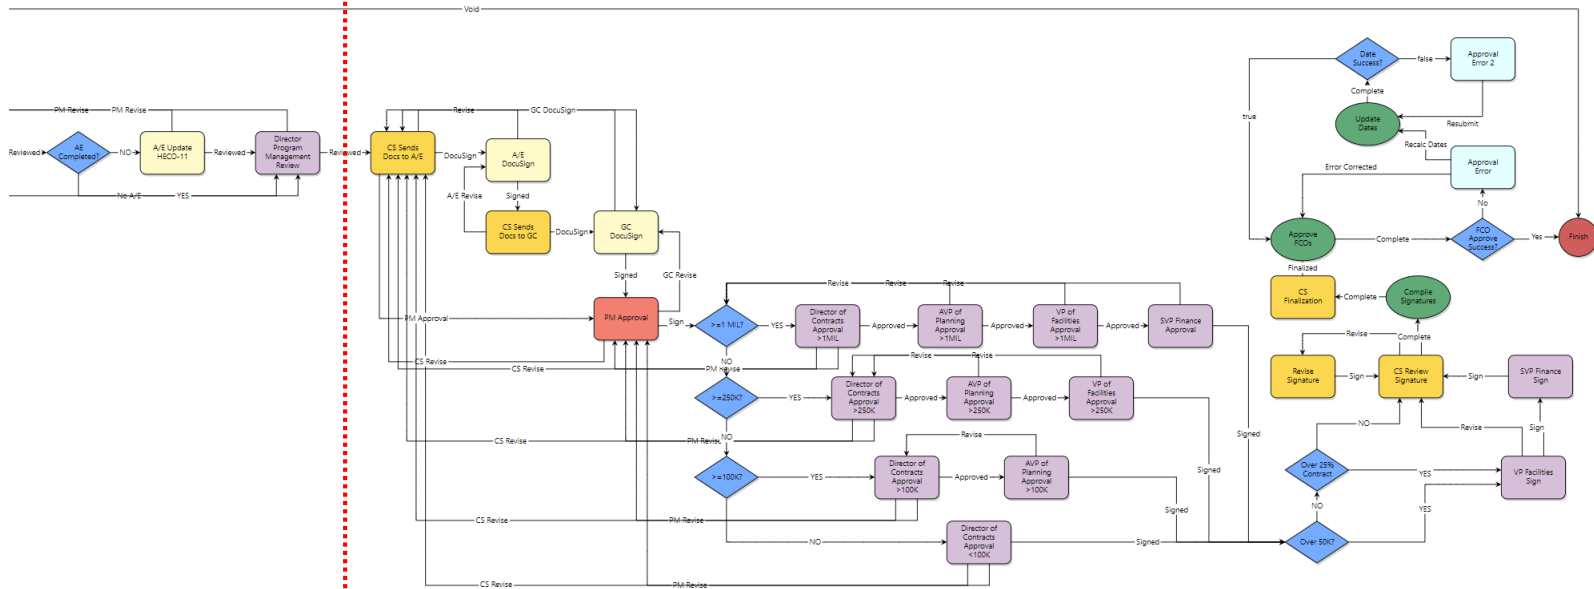 Void
Date
Success?
false
Approval
Error 2
Complete
true
Update
Dates
Resubmit
Recalc Dates
PM Revise
PM Revise
Revise
GC DocuSign
Reviewed
AE
Completed?
NO
A/E Update
HECO-11
Reviewed
Director
Program
Management
Review
Reviewed
CS Sends
Docs to A/E
DocuSign
A/E
DocuSign
Error Corrected
Approval
Error
No A/E
YES
A/E Revise
Signed
No
CS Sends
Docs to GC
DocuSign
GC
DocuSign
Approve
FCOs
Complete
FCO
Approve
Success?
Yes
Finish
Signed
GC Revise
Finalized
CS
Finalization
Complete
Compile
Signatures
Revise
Revise
Revise
PM Approval
PM Approval
Sign
>=1 MIL?
YES
Director of
Contracts
Approval
>1MIL
Approved
AVP of
Planning
Approval
>1MIL
Approved
VP of
Facilities
Approval
>1MIL
Approved
SVP Finance
Approval
Revise
Complete
CS Revise
NO
CS Revise
PM Revise
Revise
Revise
Revise
Signature
Sign
CS Review
Signature
Sign
SVP Finance
Sign
>=250K?
YES
Director of
Contracts
Approval
>250K
Approved
AVP of
Planning
Approval
>250K
Approved
VP of
Facilities
Approval
>250K
NO
Revise
Sign
CS Revise
PM Revise
NO
Revise
Signed
>=100K?
YES
Director of
Contracts
Approval
>100K
Approved
AVP of
Planning
Approval
>100K
Signed
Over 25%
Contract
YES
VP Facilities
Sign
NO
YES
CS Revise
PM Revise
NO
Director of
Contracts
Approval
<100K
Signed
Over 50K?
CS Revise
PM Revise